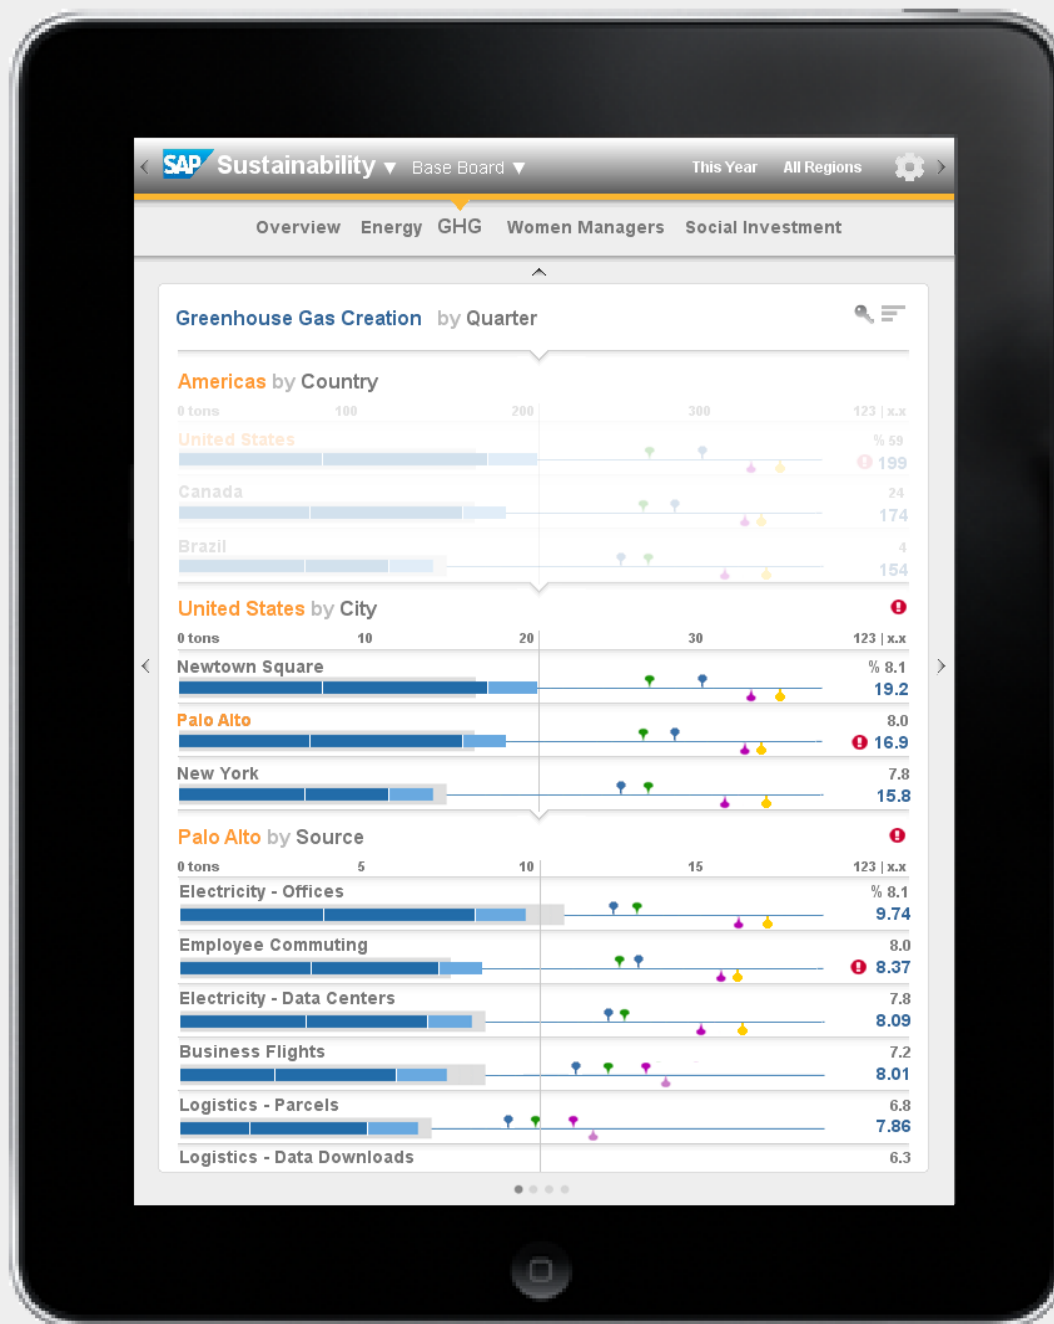 SAP Sustainability ▼ Base Board ▼ This Year All Regions
Overview Energy GHG Women Managers Social Investment
Greenhouse Gas Creation by Quarter
Americas by Country
0 tons 100 200 300 123 | x.x
United States % 59
199
Canada 24
174
Brazil 4
154
United States by City
0 tons 10 20 30 123 | x.x
Newtown Square % 8.1
19.2
Palo Alto 8.0
16.9
New York 7.8
15.8
Palo Alto by Source
0 tons 5 10 15 123 | x.x
Electricity - Offices % 8.1
9.74
Employee Commuting 8.0
8.37
Electricity - Data Centers 7.8
8.09
Business Flights 7.2
8.01
Logistics - Parcels 6.8
7.86
Logistics - Data Downloads 6.3